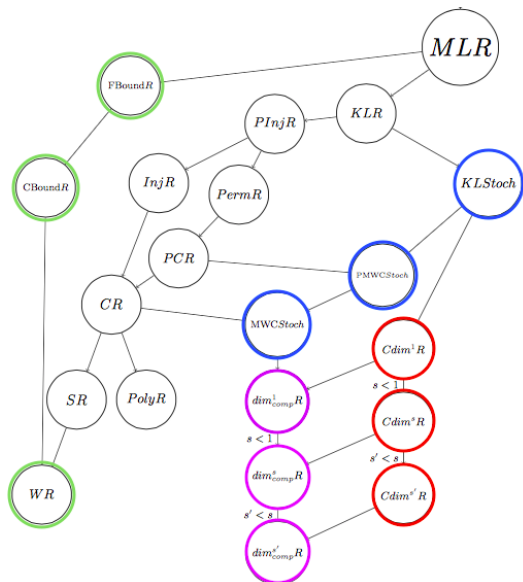 MLR
FBoundR
KLR
PInjR
CBoundR
InjR
PermR
KLStoch
PCR
PMWCStoch
CR
MWCStoch
Cdim¹R
s < 1
SR
PolyR
dim¹compR
s < 1
CdimˢR
s′ < s
dimˢcompR
WR
Cdimˢ′R
s′ < s
dimˢ′compR